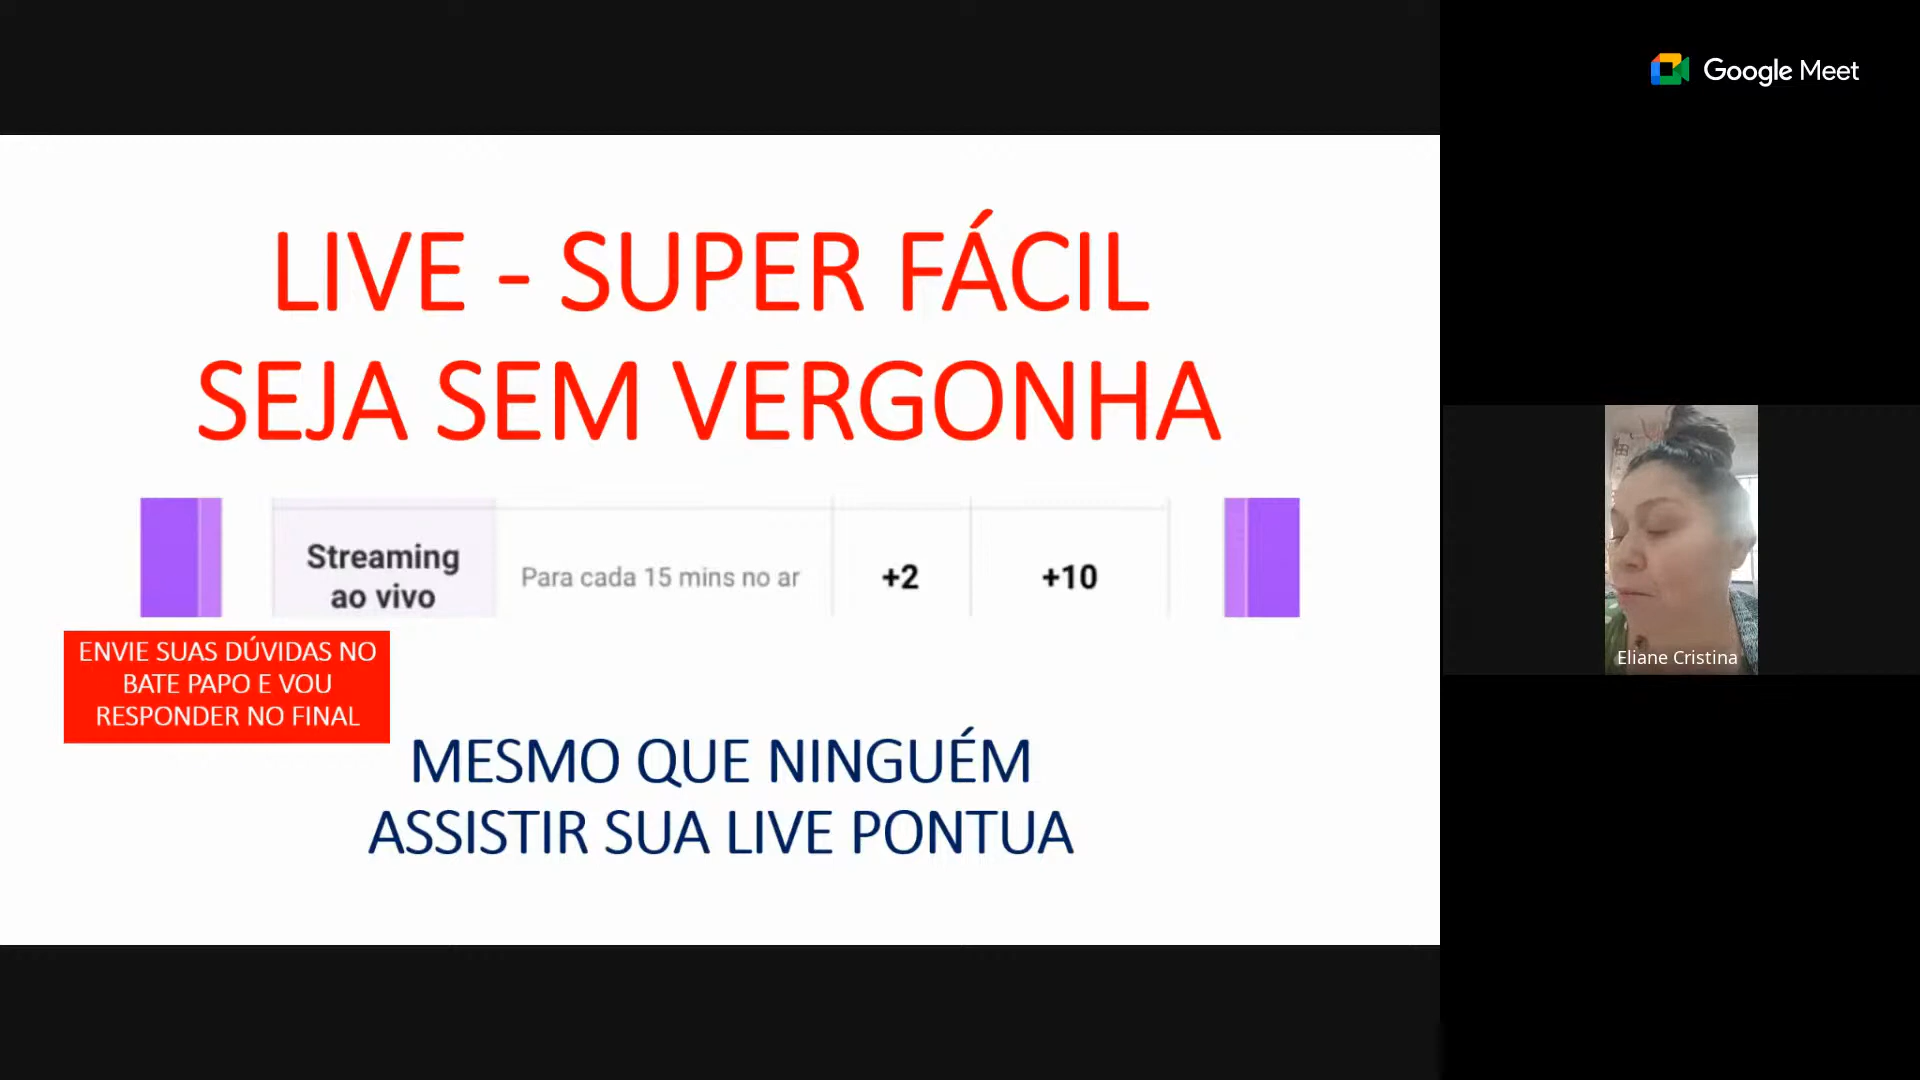 Google Meet
LIVE - SUPER FÁCIL
SEJA SEM VERGONHA
Streaming
ao vivo
Para cada 15 mins no ar
+2
+10
ENVIE SUAS DÚVIDAS NO
BATE PAPO E VOU
RESPONDER NO FINAL
MESMO QUE NINGUÉM
ASSISTIR SUA LIVE PONTUA
Eliane Cristina